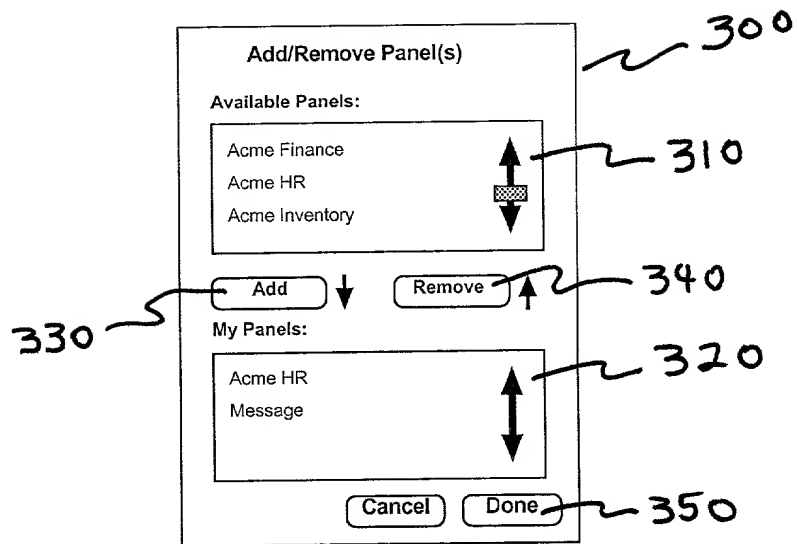 Add/Remove Panel(s)
300
Available Panels:
Acme Finance
310
Acme HR
Acme Inventory
Add
Remove
340
330
My Panels:
Acme HR
320
Message
Cancel
Done
350